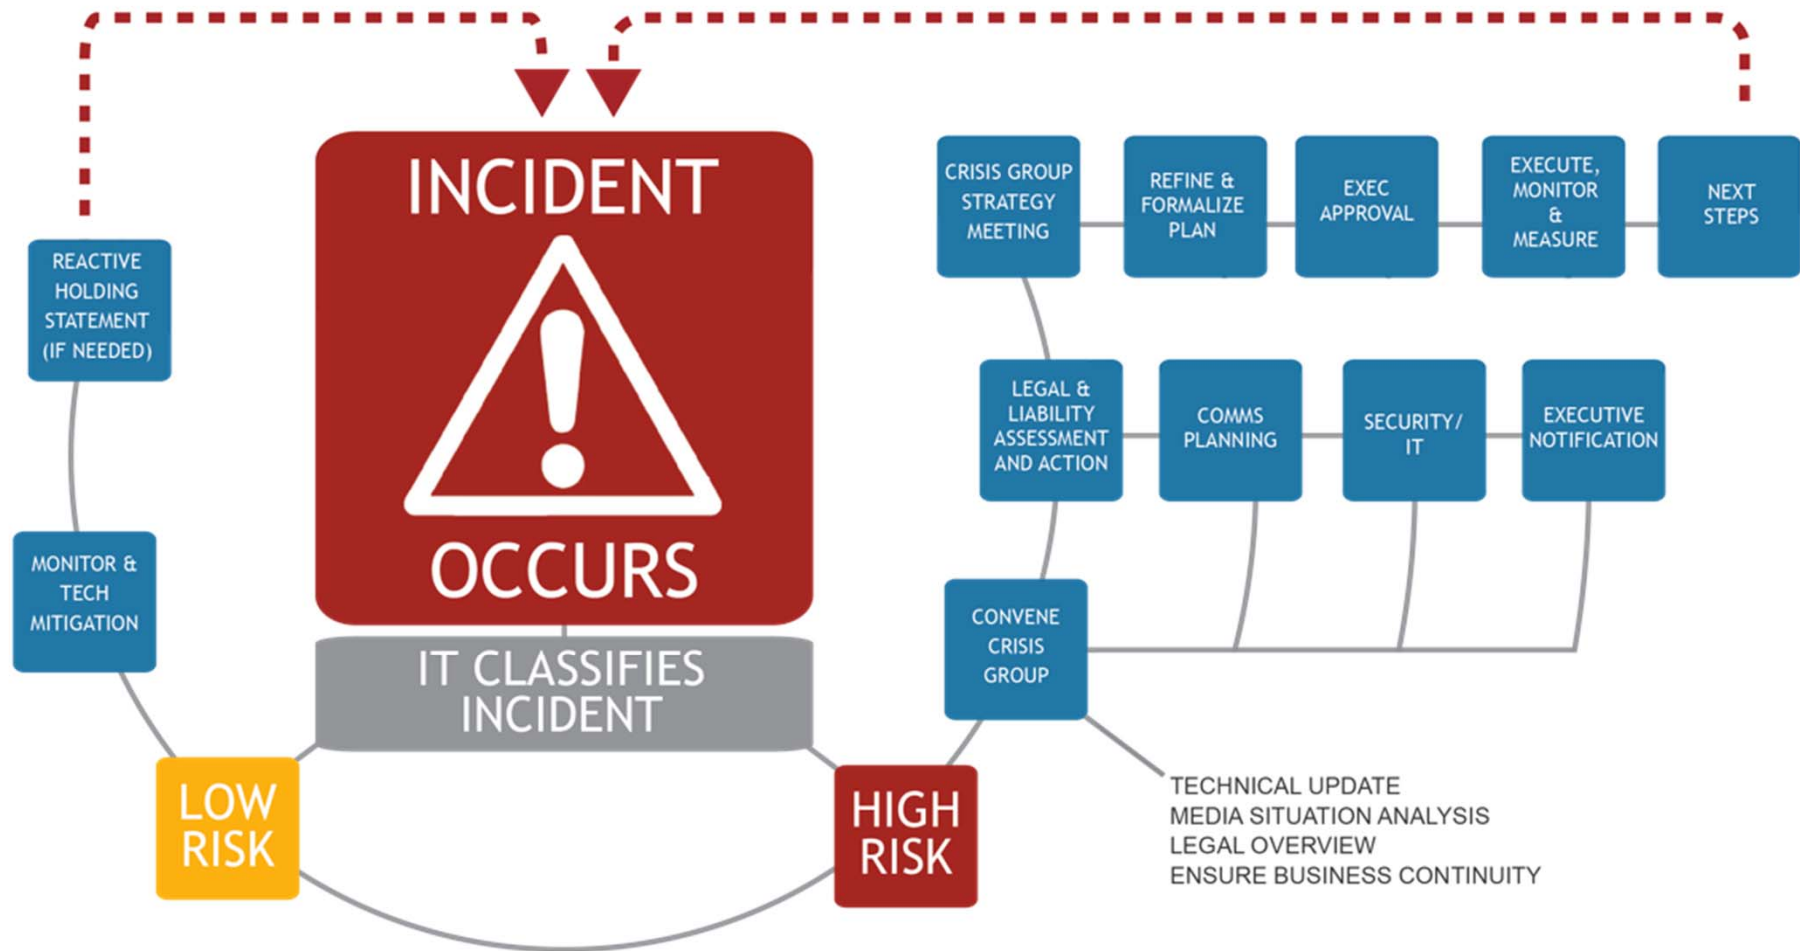 INCIDENT
OCCURS
IT CLASSIFIES
INCIDENT
LOW
RISK
HIGH
RISK
MONITOR &
TECH
MITIGATION
REACTIVE
HOLDING
STATEMENT
(IF NEEDED)
CONVENE
CRISIS
GROUP
TECHNICAL UPDATE
MEDIA SITUATION ANALYSIS
LEGAL OVERVIEW
ENSURE BUSINESS CONTINUITY
LEGAL &
LIABILITY
ASSESSMENT
AND ACTION
COMMS
PLANNING
SECURITY/
IT
EXECUTIVE
NOTIFICATION
CRISIS GROUP
STRATEGY
MEETING
REFINE &
FORMALIZE
PLAN
EXEC
APPROVAL
EXECUTE,
MONITOR
&
MEASURE
NEXT
STEPS